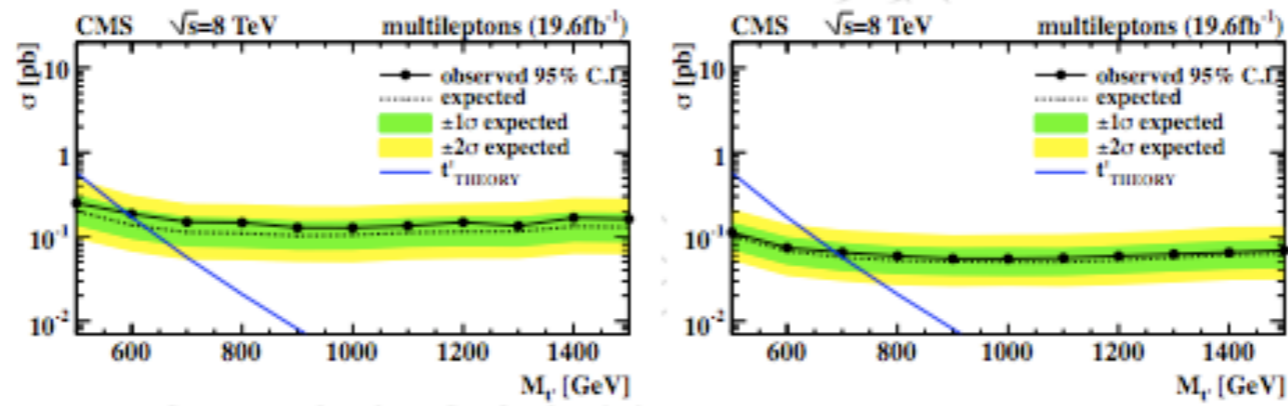 CMS √s=8 TeV multileptons (19.6fb⁻¹)
σ [pb]
10
1
10⁻¹
10⁻²
observed 95% C.L.
expected
±1σ expected
±2σ expected
t'THEORY
600 800 1000 1200 1400
Mt' [GeV]
CMS √s=8 TeV multileptons (19.6fb⁻¹)
σ [pb]
10
1
10⁻¹
10⁻²
observed 95% C.L.
expected
±1σ expected
±2σ expected
t'THEORY
600 800 1000 1200 1400
Mt' [GeV]